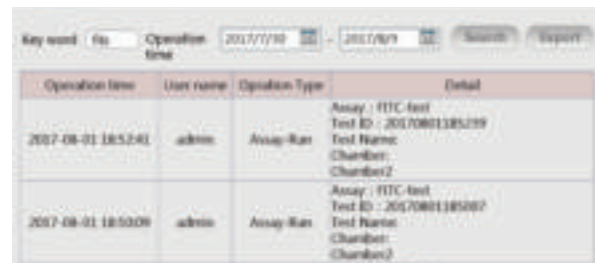 Key word Operation time 2017/7/30 - 2017/8/9 Search Export
Operation time User name Opration Type Detail
2017-08-01 18:52:41 admin Assay-Run
Assay : FITC-test
Test ID : 20170801185239
Test Name:
Chamber:
Chamber2
2017-08-01 18:50:09 admin Assay-Run
Assay : FITC-test
Test ID : 20170801185007
Test Name:
Chamber:
Chamber2